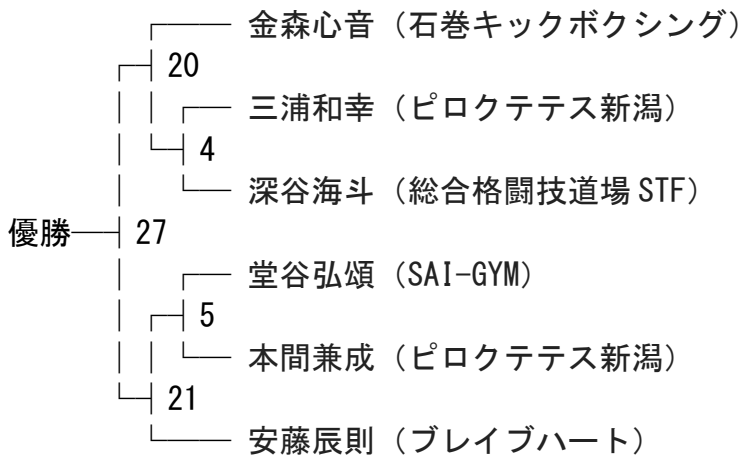 金森心音（石巻キックボクシング）
20
三浦和幸（ピロクテテス新潟）
4
深谷海斗（総合格闘技道場 STF）
優勝 27
堂谷弘頌（SAI-GYM）
5
本間兼成（ピロクテテス新潟）
21
安藤辰則（ブレイブハート）